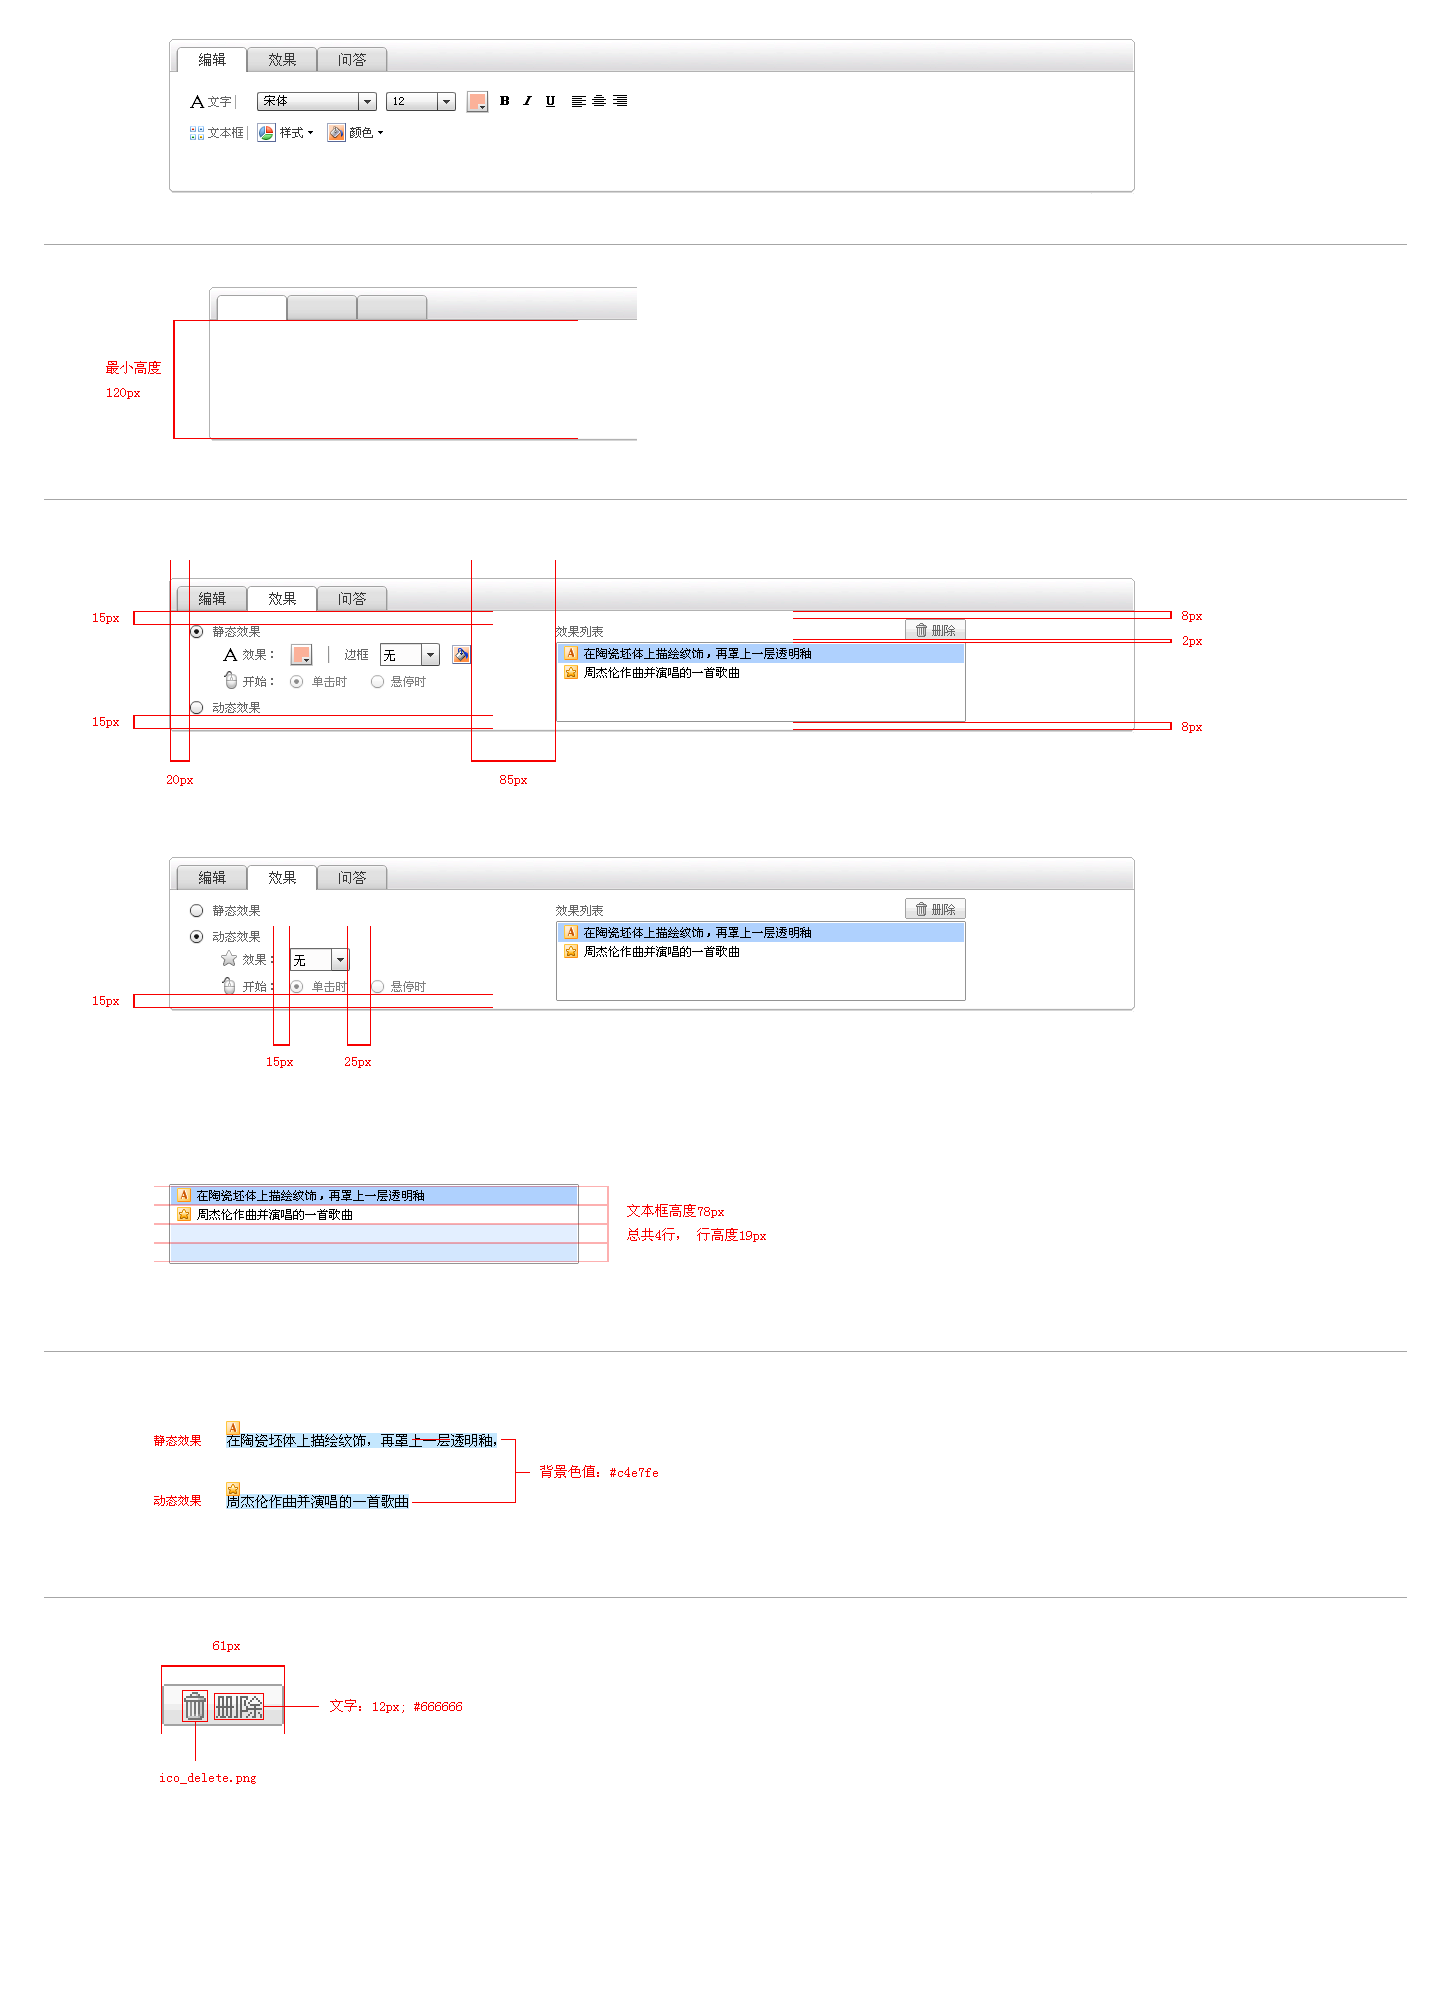 编辑 效果 问答
A 文字 宋体 12 B I U
文本框 样式 颜色
最小高度
120px
编辑 效果 问答
15px
8px
静态效果
效果列表 删除
2px
A 效果： 边框 无
A 在陶瓷坯体上描绘纹饰，再罩上一层透明釉
开始： 单击时 悬停时
周杰伦作曲并演唱的一首歌曲
动态效果
15px
8px
20px
85px
编辑 效果 问答
静态效果
效果列表 删除
动态效果
A 在陶瓷坯体上描绘纹饰，再罩上一层透明釉
效果： 无
周杰伦作曲并演唱的一首歌曲
开始： 单击时 悬停时
15px
15px
25px
A 在陶瓷坯体上描绘纹饰，再罩上一层透明釉
周杰伦作曲并演唱的一首歌曲
文本框高度78px
总共4行， 行高度19px
A
静态效果
在陶瓷坯体上描绘纹饰，再罩上一层透明釉，
背景色值：#c4e7fe
动态效果
周杰伦作曲并演唱的一首歌曲
61px
删除
文字：12px; #666666
ico_delete.png